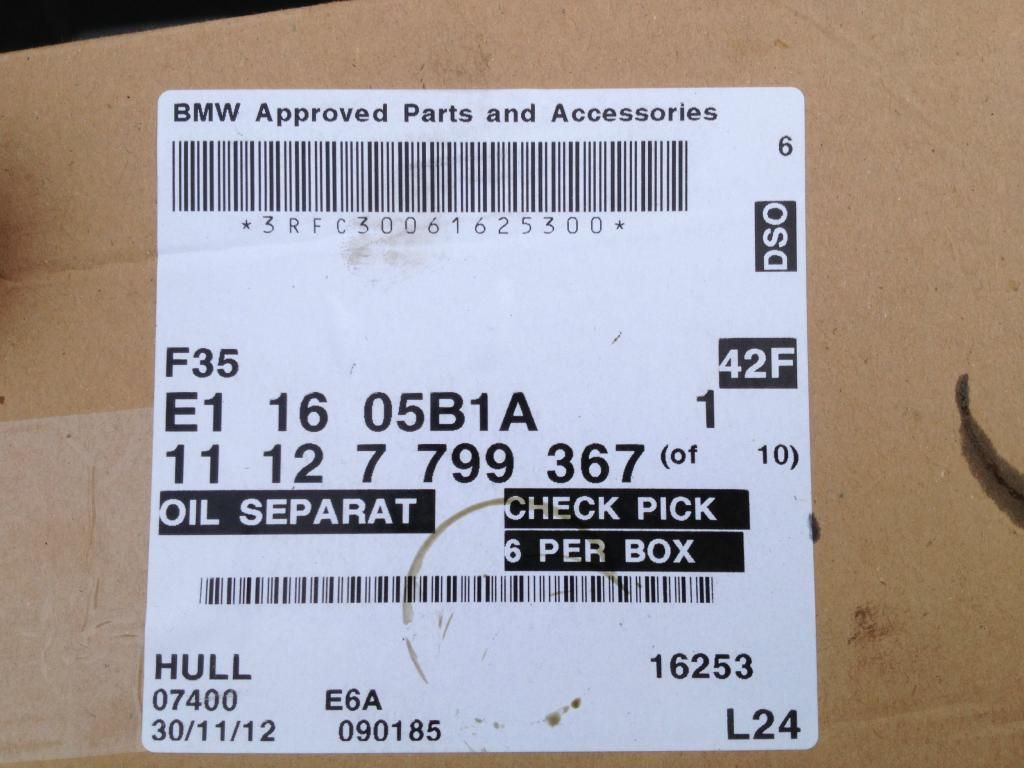 BMW Approved Parts and Accessories
6
*3RFC30061625300*
DSO
F35
42F
E1 16 05B1A 1
11 12 7 799 367 (of 10)
OIL SEPARAT
CHECK PICK
6 PER BOX
HULL 16253
07400 E6A
30/11/12 090185 L24